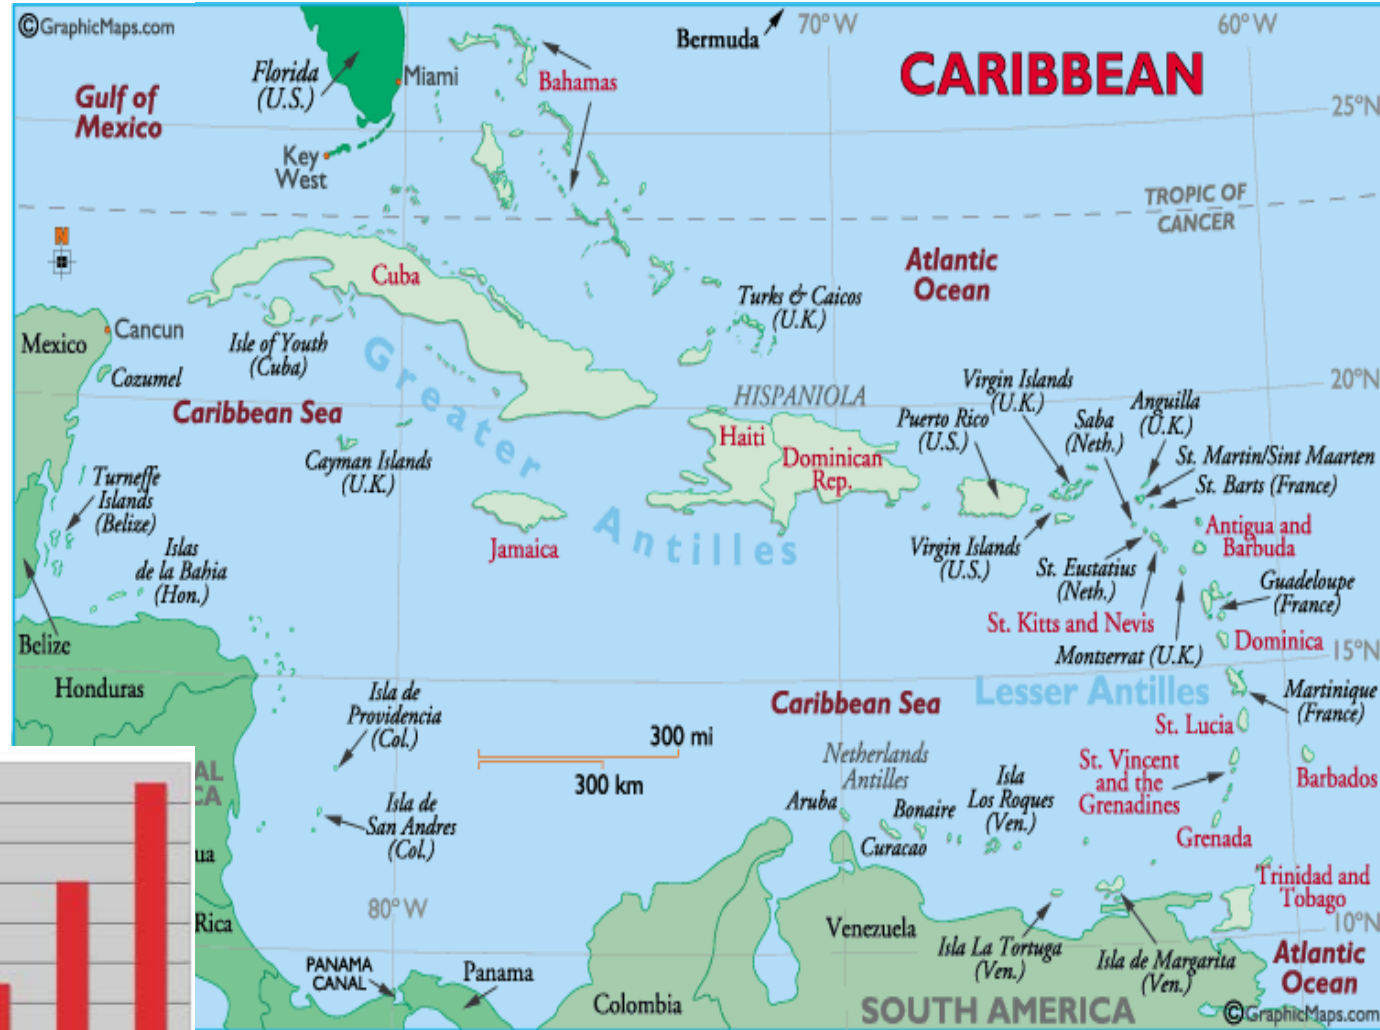 ©GraphicMaps.com
Bermuda
70° W
60° W
CARIBBEAN
Florida
(U.S.)
Miami
Bahamas
Gulf of
Mexico
25°N
Key
West
TROPIC OF
CANCER
N
Cuba
Atlantic
Ocean
Turks & Caicos
(U.K.)
Mexico
Cancun
Isle of Youth
(Cuba)
Cozumel
Greater
Antilles
20°N
Caribbean Sea
HISPANIOLA
Haiti
Dominican
Rep.
Puerto Rico
(U.S.)
Virgin Islands
(U.K.)
Saba
(Neth.)
Anguilla
(U.K.)
St. Martin/Sint Maarten
St. Barts (France)
Cayman Islands
(U.K.)
Turneffe
Islands
(Belize)
Jamaica
Virgin Islands
(U.S.)
Antigua and
Barbuda
Islas
de la Bahia
(Hon.)
St. Eustatius
(Neth.)
Guadeloupe
(France)
St. Kitts and Nevis
Belize
Montserrat (U.K.)
Dominica
15°N
Honduras
Isla de
Providencia
(Col.)
Caribbean Sea
Lesser Antilles
Martinique
(France)
St. Lucia
300 mi
300 km
Netherlands
Antilles
St. Vincent
and the
Grenadines
Barbados
AL
CA
Isla de
San Andres
(Col.)
Aruba
Bonaire
Curacao
Isla
Los Roques
(Ven.)
Grenada
ua
Trinidad and
Tobago
80° W
Rica
10°N
Venezuela
Isla La Tortuga
(Ven.)
Isla de Margarita
(Ven.)
Atlantic
Ocean
PANAMA
CANAL
Panama
Colombia
SOUTH AMERICA
©GraphicMaps.com